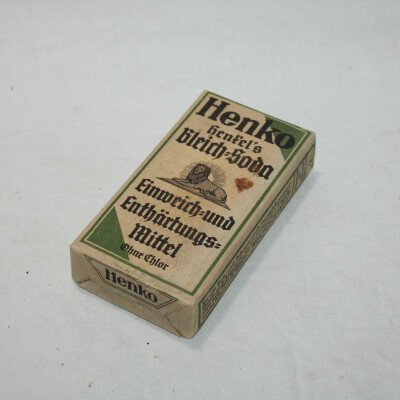 Henko
Henkel's
Bleich=Soda
Einweich=und
Enthärtungs=
Mittel
Ohne Chlor
Henko